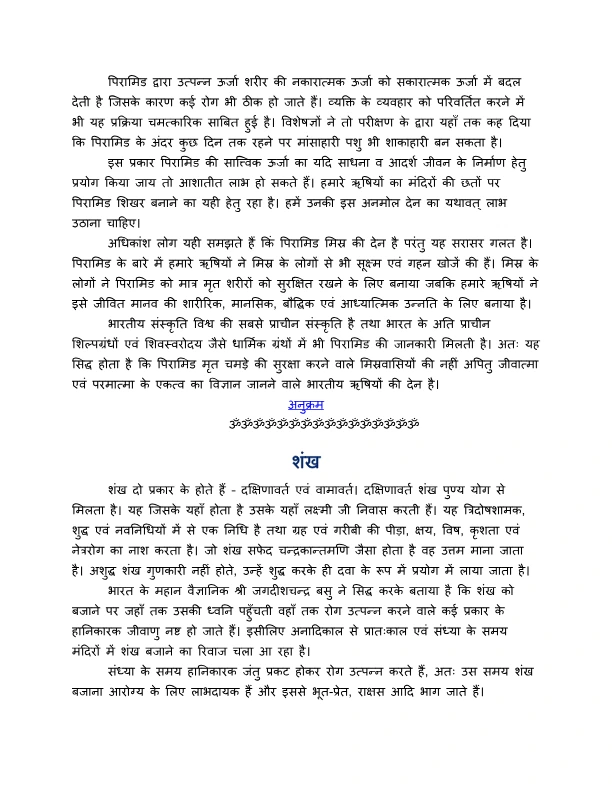 पिरामिड द्वारा उत्पन्न ऊर्जा शरीर की नकारात्मक ऊर्जा को सकारात्मक ऊर्जा में बदल
देती है जिसके कारण कई रोग भी ठीक हो जाते हैं। व्यक्ति के व्यवहार को परिवर्तित करने में
भी यह प्रक्रिया चमत्कारिक साबित हुई है। विशेषज्ञों ने तो परीक्षण के द्वारा यहाँ तक कह दिया
कि पिरामिड के अंदर कुछ दिन तक रहने पर मांसाहारी पशु भी शाकाहारी बन सकता है।
इस प्रकार पिरामिड की सात्त्विक ऊर्जा का यदि साधना व आदर्श जीवन के निर्माण हेतु
प्रयोग किया जाय तो आशातीत लाभ हो सकते हैं। हमारे ऋषियों का मंदिरों की छतों पर
पिरामिड शिखर बनाने का यही हेतु रहा है। हमें उनकी इस अनमोल देन का यथावत् लाभ
उठाना चाहिए।
अधिकांश लोग यही समझते हैं किं पिरामिड मिस्र की देन है परंतु यह सरासर गलत है।
पिरामिड के बारे में हमारे ऋषियों ने मिस्र के लोगों से भी सूक्ष्म एवं गहन खोजें की हैं। मिस्र के
लोगों ने पिरामिड को मात्र मृत शरीरों को सुरक्षित रखने के लिए बनाया जबकि हमारे ऋषियों ने
इसे जीवित मानव की शारीरिक, मानसिक, बौद्धिक एवं आध्यात्मिक उन्नति के लिए बनाया है।
भारतीय संस्कृति विश्व की सबसे प्राचीन संस्कृति है तथा भारत के अति प्राचीन
शिल्पग्रंधों एवं शिवस्वरोदय जैसे धार्मिक ग्रंथों में भी पिरामिड की जानकारी मिलती है। अतः यह
सिद्ध होता है कि पिरामिड मृत चमड़े की सुरक्षा करने वाले मिस्रवासियों की नहीं अपितु जीवात्मा
एवं परमात्मा के एकत्व का विज्ञान जानने वाले भारतीय ऋषियों की देन है।
अनुक्रम
ॐॐॐॐॐॐॐॐॐॐॐॐॐॐॐॐ
शंख
शंख दो प्रकार के होते हैं - दक्षिणावर्त एवं वामावर्त। दक्षिणावर्त शंख पुण्य योग से
मिलता है। यह जिसके यहाँ होता है उसके यहाँ लक्ष्मी जी निवास करती हैं। यह त्रिदोषशामक,
शुद्ध एवं नवनिधियों में से एक निधि है तथा ग्रह एवं गरीबी की पीड़ा, क्षय, विष, कृशता एवं
नेत्ररोग का नाश करता है। जो शंख सफेद चन्द्रकान्तमणि जैसा होता है वह उत्तम माना जाता
है। अशुद्ध शंख गुणकारी नहीं होते, उन्हें शुद्ध करके ही दवा के रूप में प्रयोग में लाया जाता है।
भारत के महान वैज्ञानिक श्री जगदीशचन्द्र बसु ने सिद्ध करके बताया है कि शंख को
बजाने पर जहाँ तक उसकी ध्वनि पहुँचती वहाँ तक रोग उत्पन्न करने वाले कई प्रकार के
हानिकारक जीवाणु नष्ट हो जाते हैं। इसीलिए अनादिकाल से प्रातःकाल एवं संध्या के समय
मंदिरों में शंख बजाने का रिवाज चला आ रहा है।
संध्या के समय हानिकारक जंतु प्रकट होकर रोग उत्पन्न करते हैं, अतः उस समय शंख
बजाना आरोग्य के लिए लाभदायक हैं और इससे भूत-प्रेत, राक्षस आदि भाग जाते हैं।